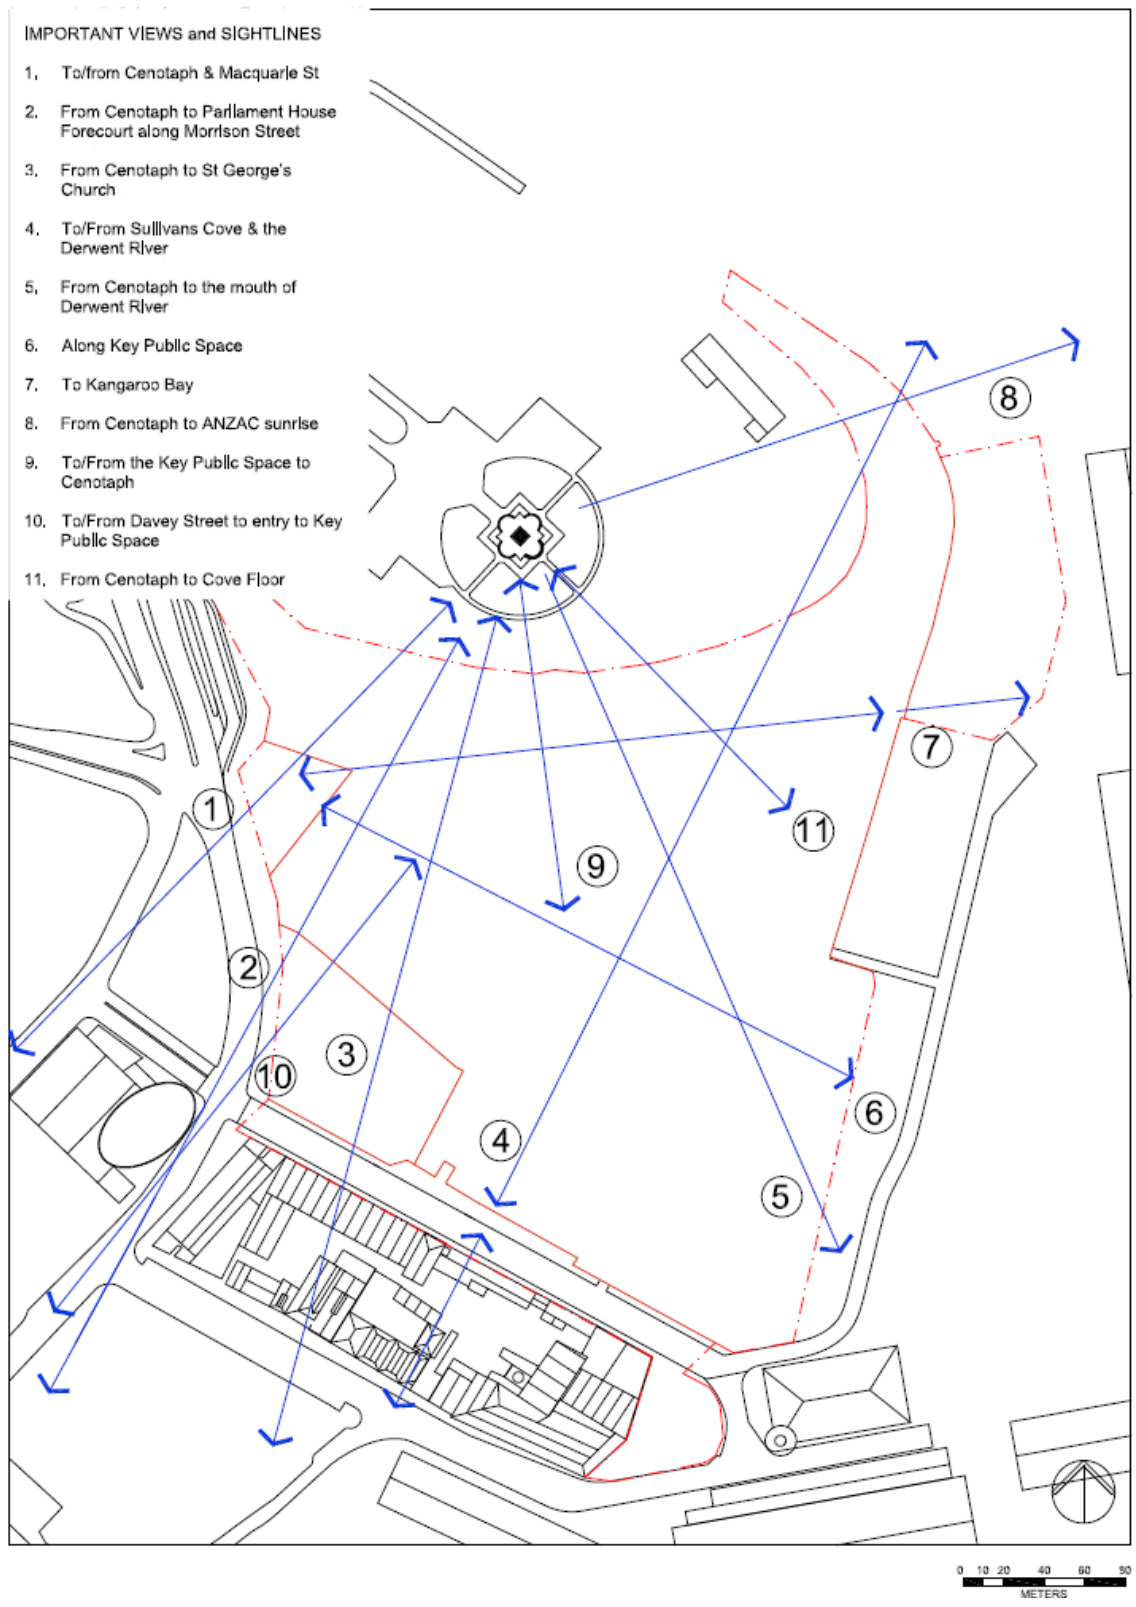 IMPORTANT VIEWS and SIGHTLINES
1, To/from Cenotaph & Macquarie St
2. From Cenotaph to Parliament House
Forecourt along Morrison Street
3, From Cenotaph to St George's
Church
4. To/From Sullivans Cove & the
Derwent River
5, From Cenotaph to the mouth of
Derwent River
6. Along Key Public Space
7, To Kangaroo Bay
8. From Cenotaph to ANZAC sunrise
9. To/From the Key Public Space to
Cenotaph
10, To/From Davey Street to entry to Key
Public Space
11, From Cenotaph to Cove Floor
8
7
1
11
9
2
3
10
6
4
5
0 10 20 40 60 80
METERS